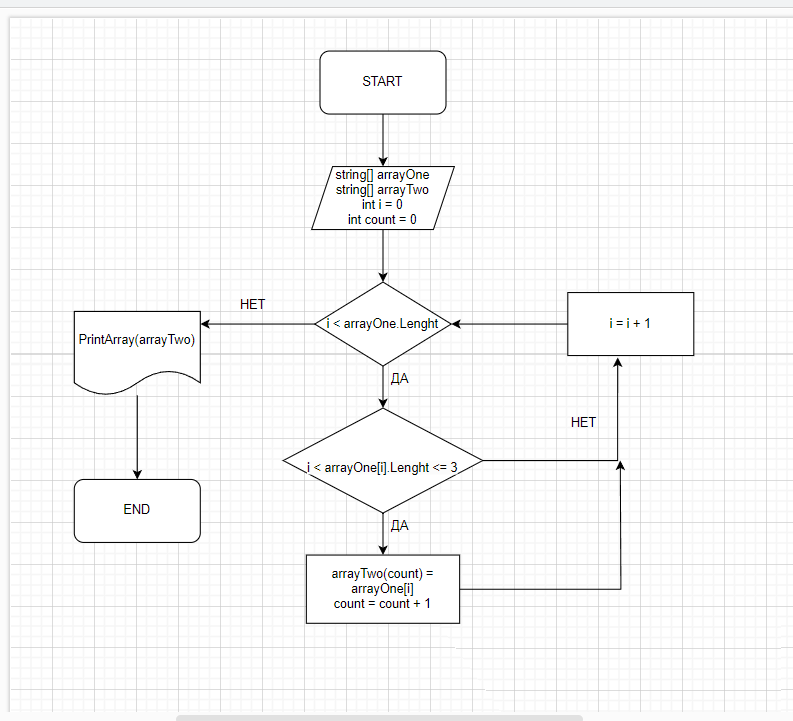 START
string[] arrayOne
string[] arrayTwo
int i = 0
int count = 0
НЕТ
i < arrayOne.Lenght
i = i + 1
PrintArray(arrayTwo)
ДА
НЕТ
i < arrayOne[i].Lenght <= 3
END
ДА
arrayTwo(count) =
arrayOne[i]
count = count + 1